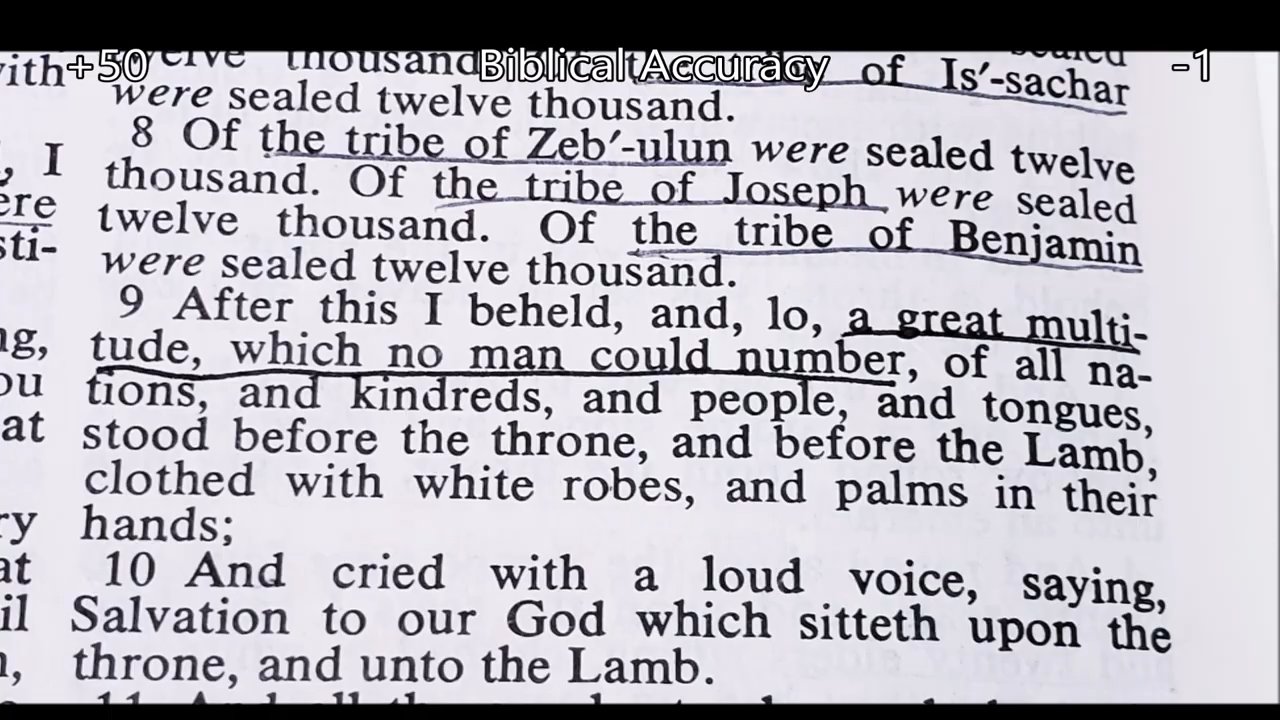 +50
Biblical Accuracy
-1
twelve thousand of Is′-sachar
were sealed twelve thousand.
8 Of the tribe of Zeb′-ulun were sealed twelve
thousand. Of the tribe of Joseph were sealed
twelve thousand. Of the tribe of Benjamin
were sealed twelve thousand.
9 After this I beheld, and, lo, a great multi-
tude, which no man could number, of all na-
tions, and kindreds, and people, and tongues,
stood before the throne, and before the Lamb,
clothed with white robes, and palms in their
hands;
10 And cried with a loud voice, saying,
Salvation to our God which sitteth upon the
throne, and unto the Lamb.